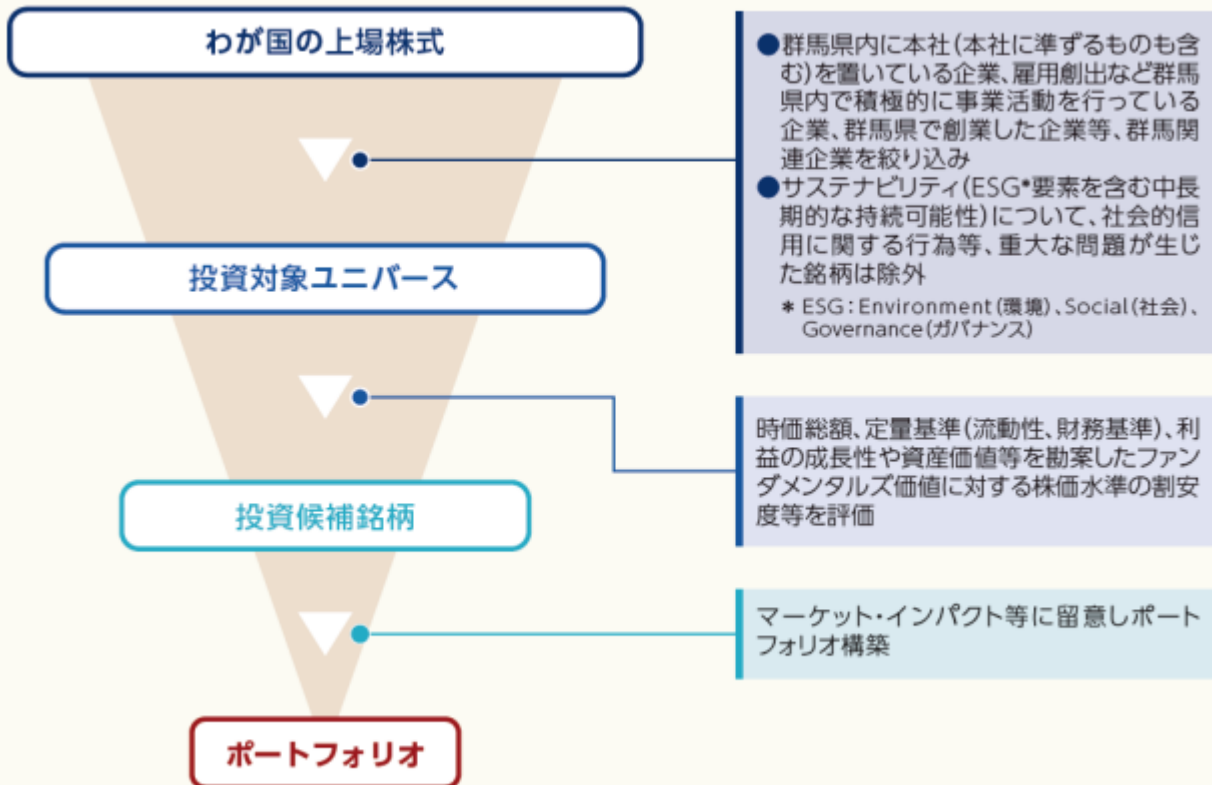 わが国の上場株式
●群馬県内に本社(本社に準ずるものも含
む)を置いている企業、雇用創出など群馬
県内で積極的に事業活動を行っている
企業、群馬県で創業した企業等、群馬関
連企業を絞り込み
●サステナビリティ(ESG*要素を含む中長
期的な持続可能性)について、社会的信
用に関する行為等、重大な問題が生じ
た銘柄は除外
* ESG:Environment(環境)、Social(社会)、
Governance(ガバナンス)
投資対象ユニバース
時価総額、定量基準(流動性、財務基準)、利
益の成長性や資産価値等を勘案したファン
ダメンタルズ価値に対する株価水準の割安
度等を評価
投資候補銘柄
マーケット・インパクト等に留意しポート
フォリオ構築
ポートフォリオ